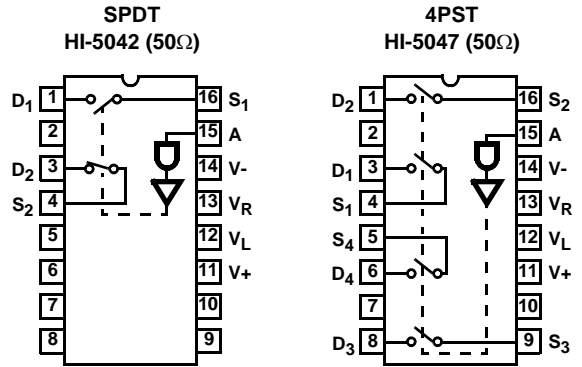 SPDT
HI-5042 (50Ω)
D1 1 16 S1
2 15 A
D2 3 14 V-
S2 4 13 VR
5 12 VL
6 11 V+
7 10
8 9
4PST
HI-5047 (50Ω)
D2 1 16 S2
2 15 A
D1 3 14 V-
S1 4 13 VR
S4 5 12 VL
D4 6 11 V+
7 10
D3 8 9 S3